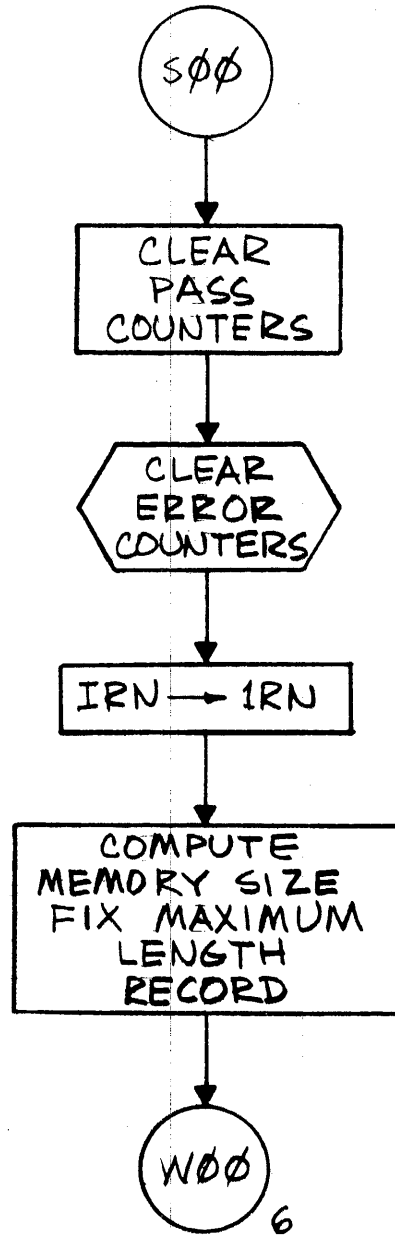 SØØ
CLEAR
PASS
COUNTERS
CLEAR
ERROR
COUNTERS
IRN → 1RN
COMPUTE
MEMORY SIZE
FIX MAXIMUM
LENGTH
RECORD
WØØ
6